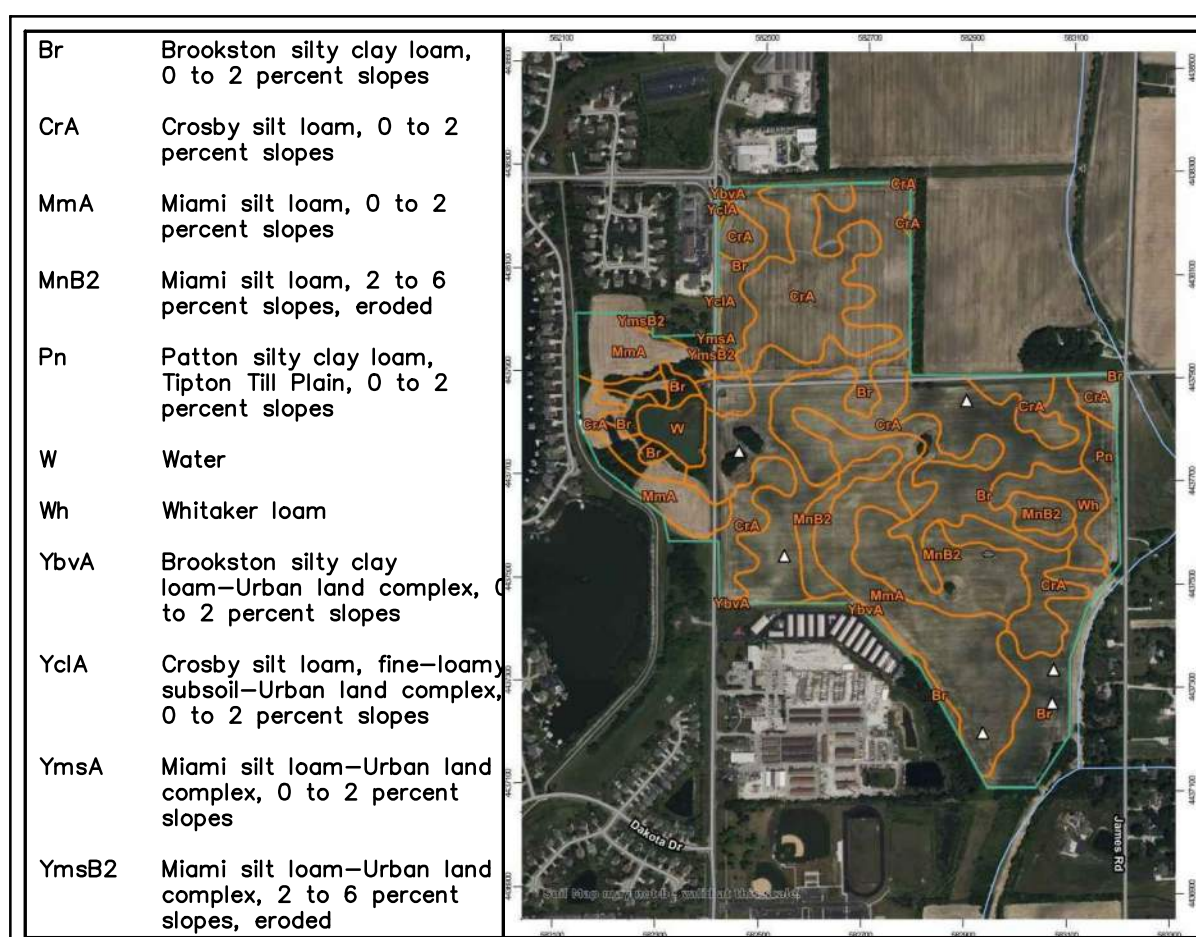 Br Brookston silty clay loam,
0 to 2 percent slopes
CrA Crosby silt loam, 0 to 2
percent slopes
MmA Miami silt loam, 0 to 2
percent slopes
MnB2 Miami silt loam, 2 to 6
percent slopes, eroded
Pn Patton silty clay loam,
Tipton Till Plain, 0 to 2
percent slopes
W Water
Wh Whitaker loam
YbvA Brookston silty clay
loam-Urban land complex, 0
to 2 percent slopes
YclA Crosby silt loam, fine-loamy
subsoil-Urban land complex,
0 to 2 percent slopes
YmsA Miami silt loam-Urban land
complex, 0 to 2 percent
slopes
YmsB2 Miami silt loam-Urban land
complex, 2 to 6 percent
slopes, eroded
582100 582300 582500 582700 582900 583100
CrA
YbvA
YclA
CrA
CrA
Br
CrA
YclA
YmsB2
YmsA
MmA
YmsB2
Br
Br
Br
CrA
CrA
CrA Br
CrA
W
Br
Pn
MmA
Br
Wh
MnB2
CrA
MnB2
MnB2
CrA
MmA
YbvA
YbvA
Br
Br
Dakota Dr
James Rd
Soil Map may not be valid at this scale.